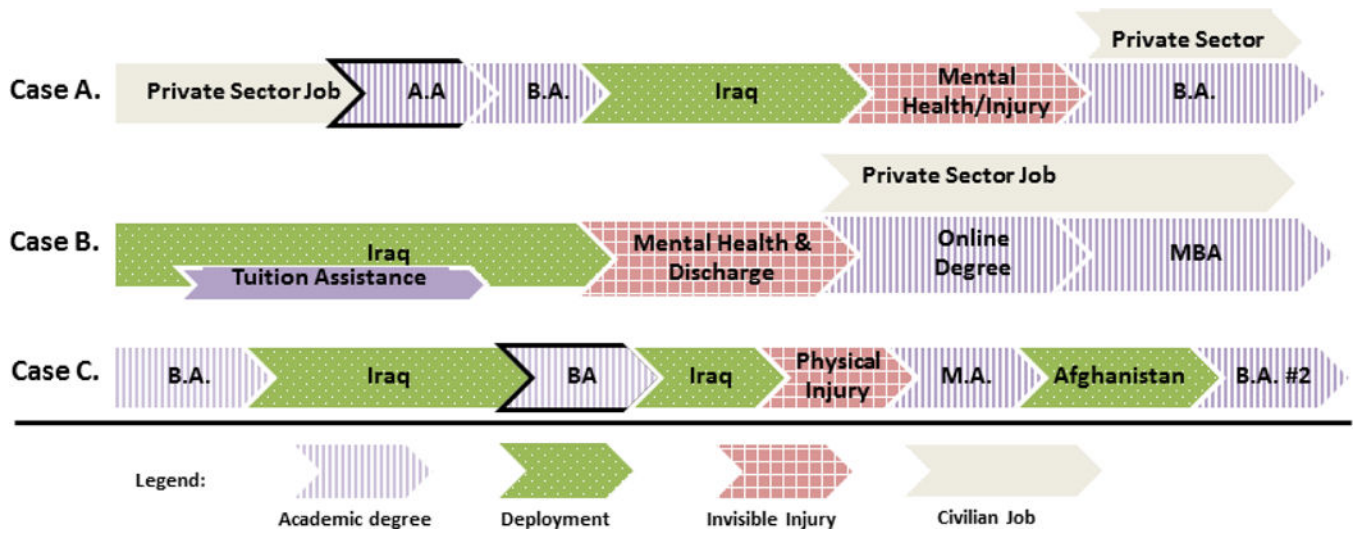 Private Sector
Case A.
Private Sector Job
A.A
B.A.
Iraq
Mental
Health/Injury
B.A.
Private Sector Job
Case B.
Iraq
Tuition Assistance
Mental Health &
Discharge
Online
Degree
MBA
Case C.
B.A.
Iraq
BA
Iraq
Physical
Injury
M.A.
Afghanistan
B.A. #2
Legend:
Academic degree
Deployment
Invisible Injury
Civilian Job